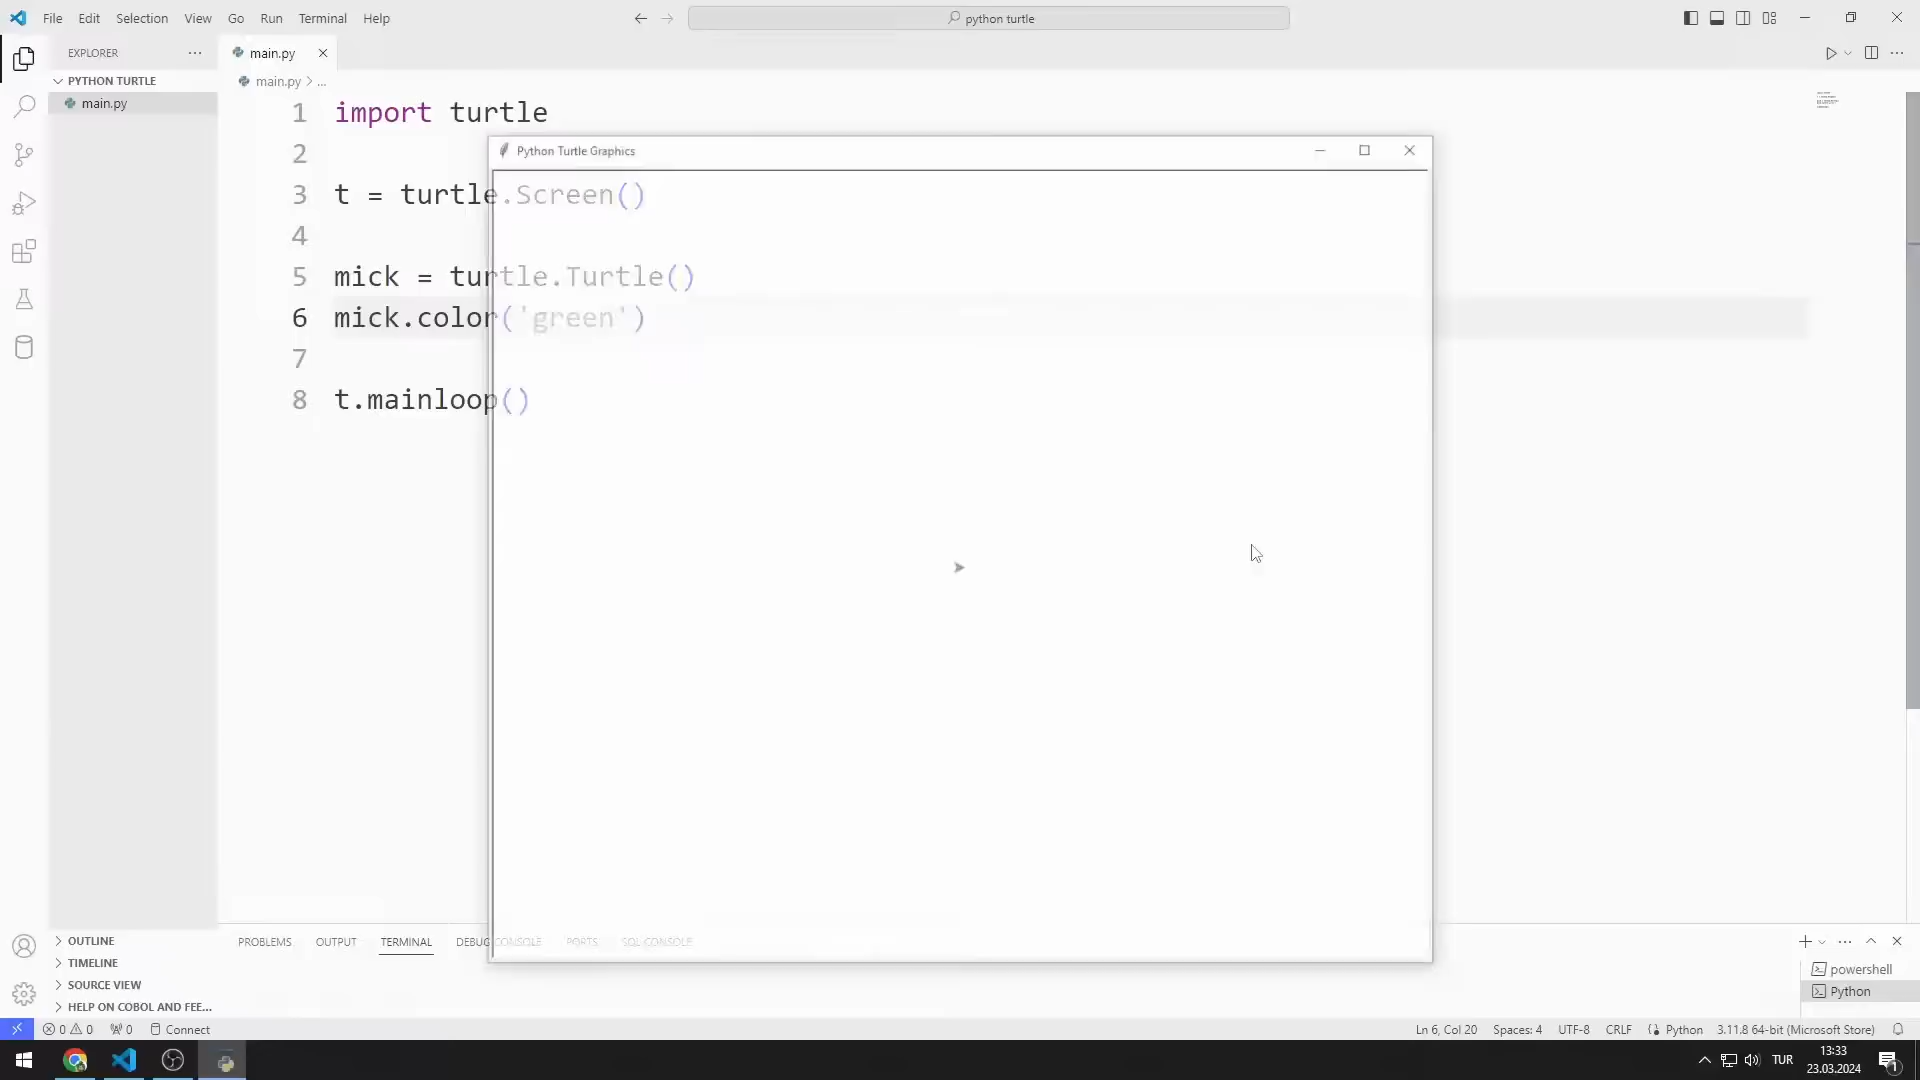 File Edit Selection View Go Run Terminal Help
python turtle
EXPLORER
main.py
PYTHON TURTLE
main.py > ...
main.py
1 import turtle
2
Python Turtle Graphics
3 t = turtle.Screen()
4
5 mick = turtle.Turtle()
6 mick.color('green')
7
8 t.mainloop()
OUTLINE
TIMELINE
SOURCE VIEW
HELP ON COBOL AND FEE...
PROBLEMS OUTPUT TERMINAL DEBUG CONSOLE PORTS SQL CONSOLE
powershell
Python
0 0 0 Connect
Ln 6, Col 20 Spaces: 4 UTF-8 CRLF Python 3.11.8 64-bit (Microsoft Store)
TUR
13:33
23.03.2024
1